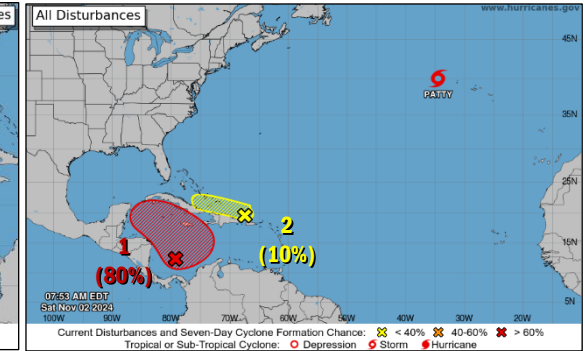 es
All Disturbances
www.hurricanes.gov
45N
PATTY
35N
25N
2
(10%)
15N
1
(80%)
07:53 AM EDT
Sat Nov 02 2024
5N
100W 90W 80W 70W 60W 50W 40W 30W 20W 10W
Current Disturbances and Seven-Day Cyclone Formation Chance: < 40% 40-60% > 60%
Tropical or Sub-Tropical Cyclone: Depression Storm Hurricane